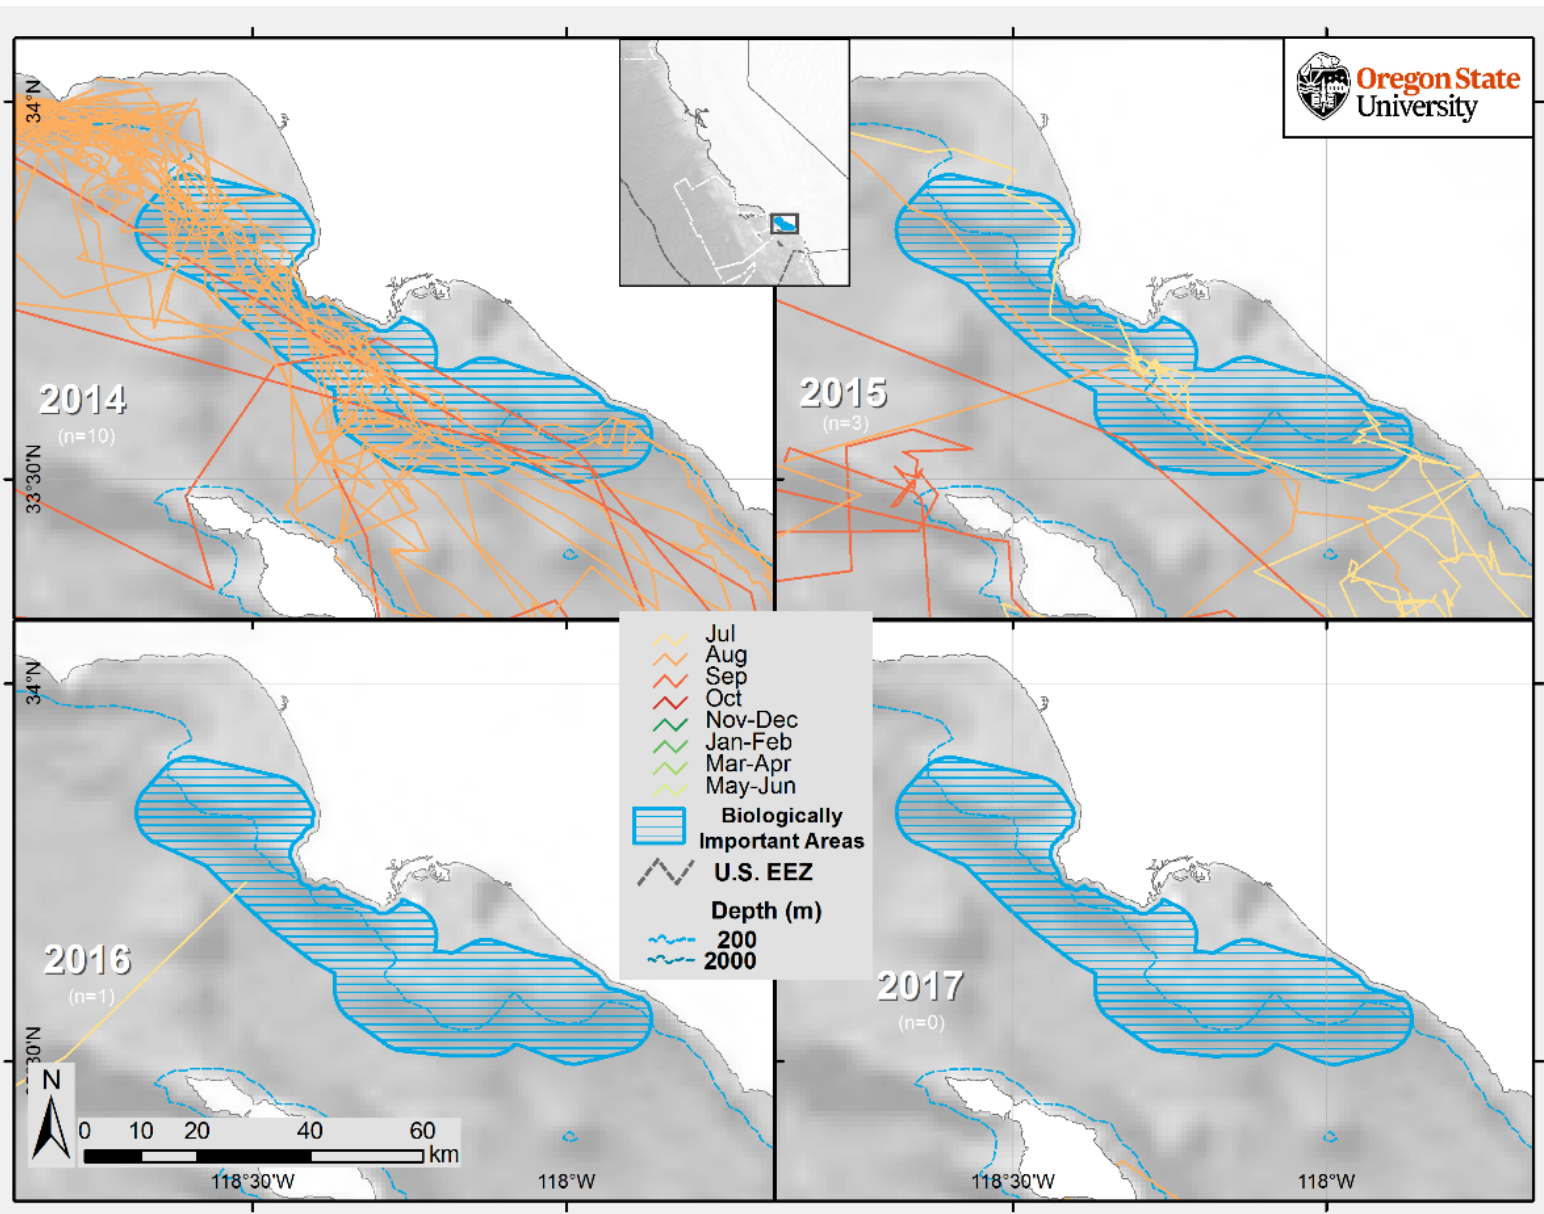 34°N
33°30'N
2014
(n=10)
2015
(n=3)
Oregon State
University
Jul
Aug
Sep
Oct
Nov-Dec
Jan-Feb
Mar-Apr
May-Jun
Biologically
Important Areas
U.S. EEZ
Depth (m)
200
2000
34°N
30'N
2016
(n=1)
2017
(n=0)
N
0 10 20 40 60
km
118°30'W
118°W
118°30'W
118°W